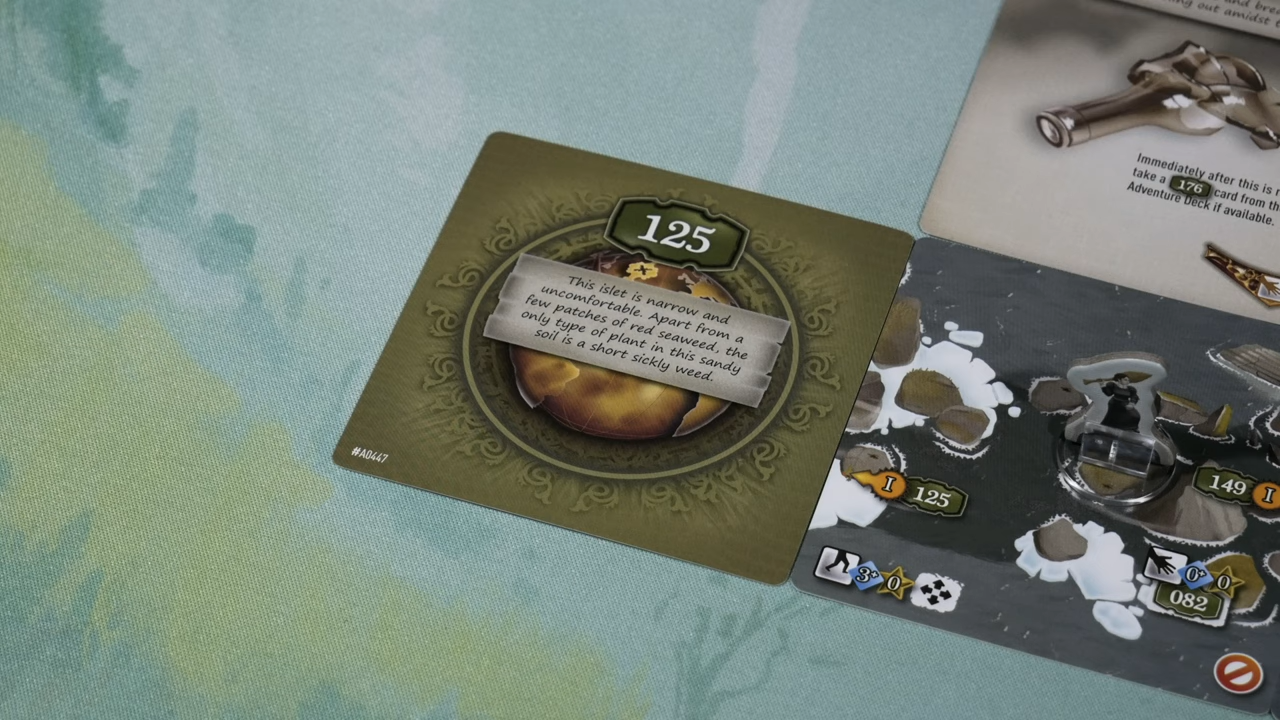 125
This islet is narrow and
uncomfortable. Apart from a
few patches of red seaweed, the
only type of plant in this sandy
soil is a short sickly weed.
#A0447
Immediately after this is
take a 176 card from
Adventure Deck if available.
I 125
149 I
3+ 0
0+ 0
082